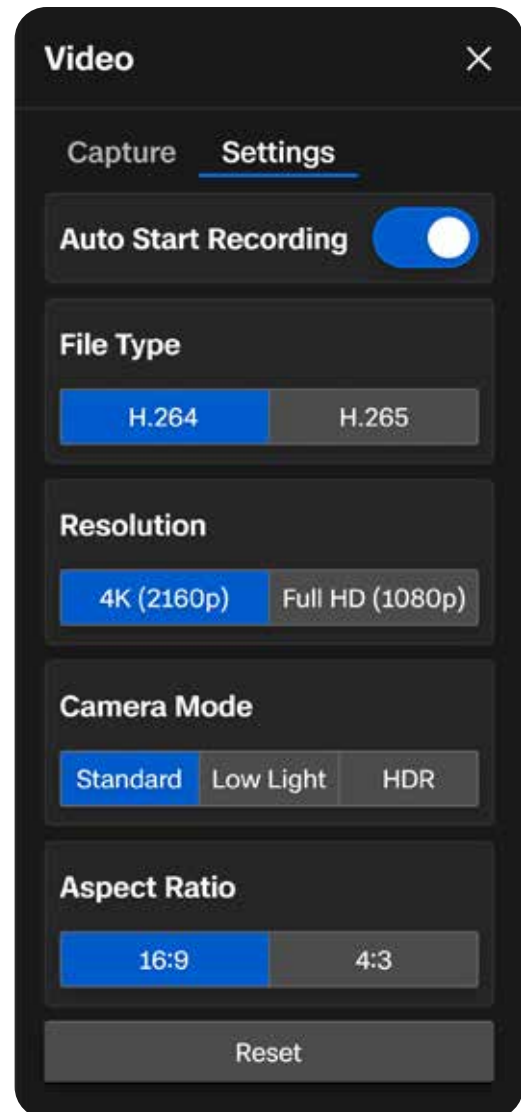 Video
Capture Settings
Auto Start Recording
File Type
H.264 H.265
Resolution
4K (2160p) Full HD (1080p)
Camera Mode
Standard Low Light HDR
Aspect Ratio
16:9 4:3
Reset